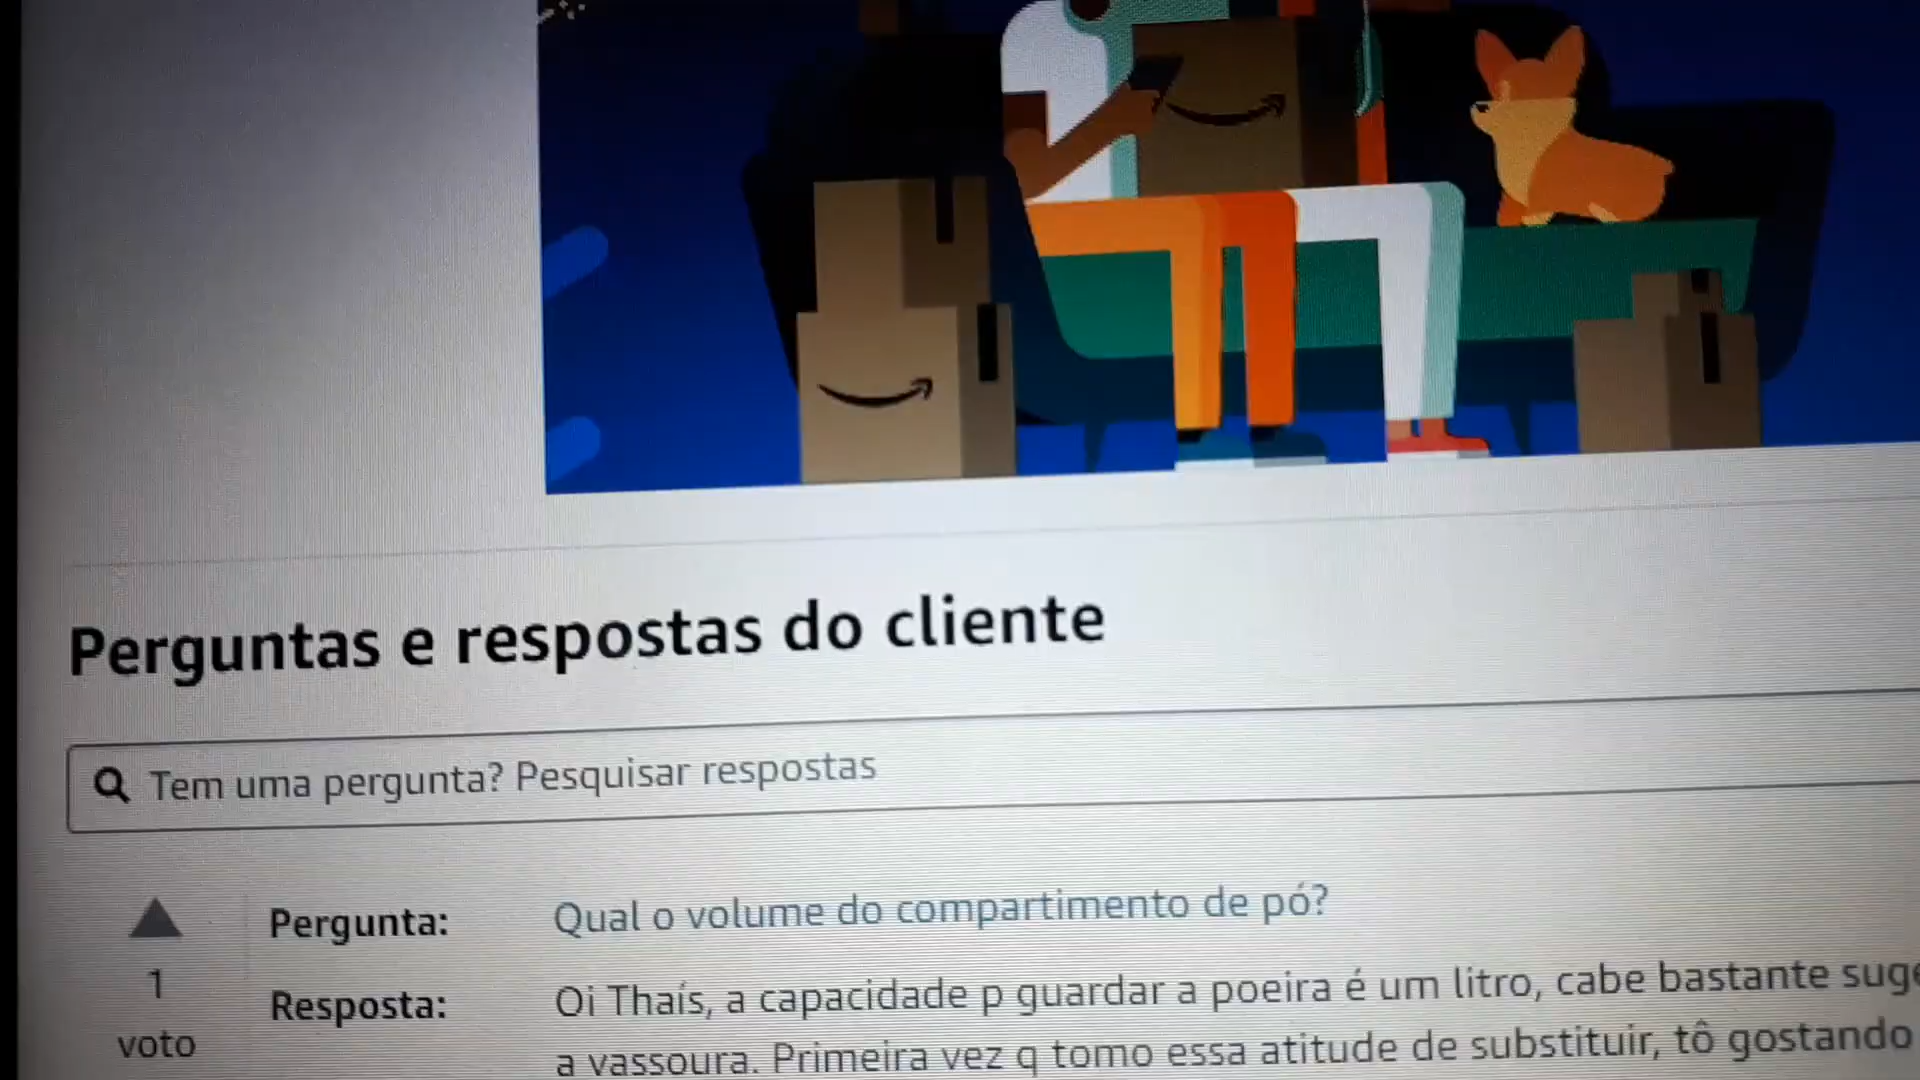 Perguntas e respostas do cliente
Tem uma pergunta? Pesquisar respostas
Pergunta: Qual o volume do compartimento de pó?
1
voto
Resposta: Oi Thaís, a capacidade p guardar a poeira é um litro, cabe bastante
a vassoura. Primeira vez q tomo essa atitude de substituir, tô gostando